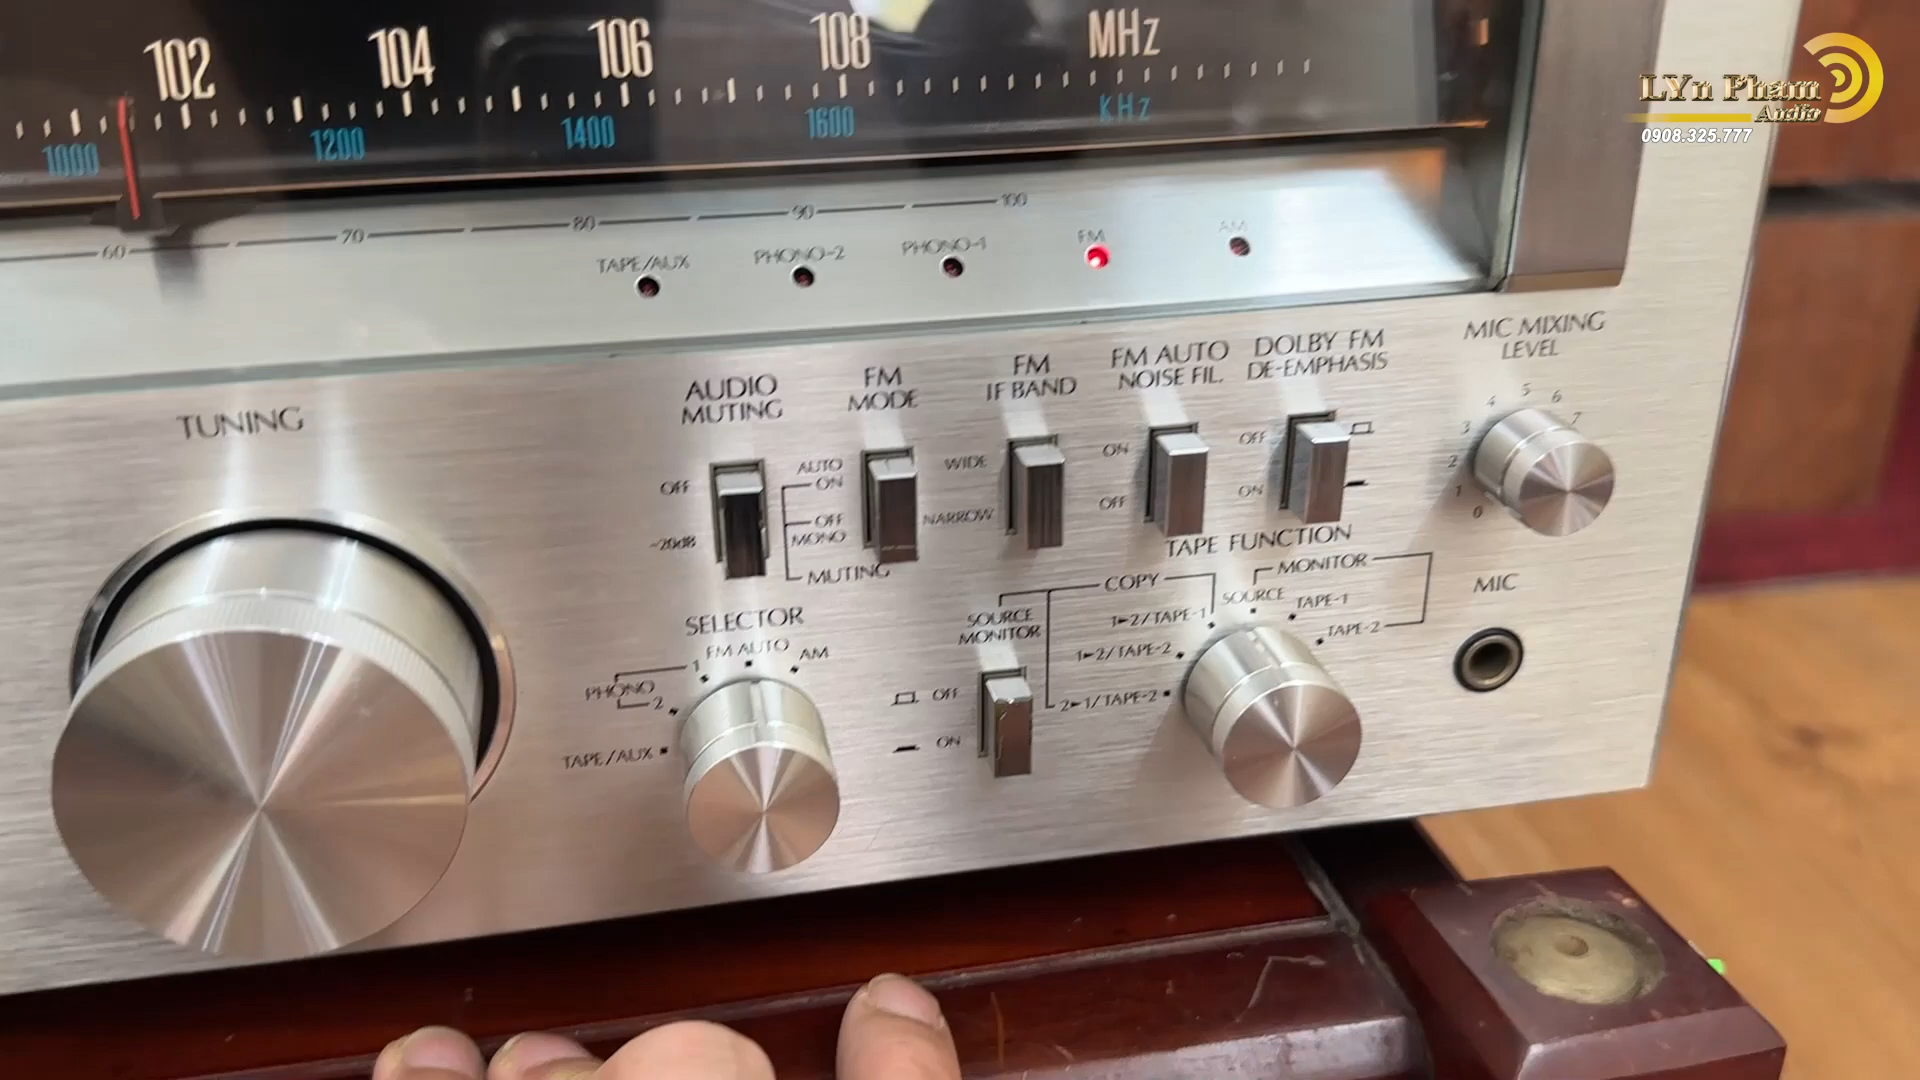 102 104 106 108 MHz
1000 1200 1400 1600 KHz
LYn Pham
Audio
0908.325.777
60 70 80 90 100
TAPE/AUX PHONO-2 PHONO-1 FM AM
TUNING
AUDIO
MUTING
OFF
-20dB
FM
MODE
AUTO
ON
OFF
MONO
MUTING
FM
IF BAND
WIDE
NARROW
FM AUTO
NOISE FIL.
ON
OFF
DOLBY FM
DE-EMPHASIS
OFF
ON
MIC MIXING
LEVEL
0 1 2 3 4 5 6 7
SELECTOR
FM AUTO
AM
PHONO
1
2
TAPE/AUX
SOURCE
MONITOR
OFF
ON
TAPE FUNCTION
COPY
MONITOR
1►2/TAPE-1
1►2/TAPE-2
2►1/TAPE-2
SOURCE
TAPE-1
TAPE-2
MIC